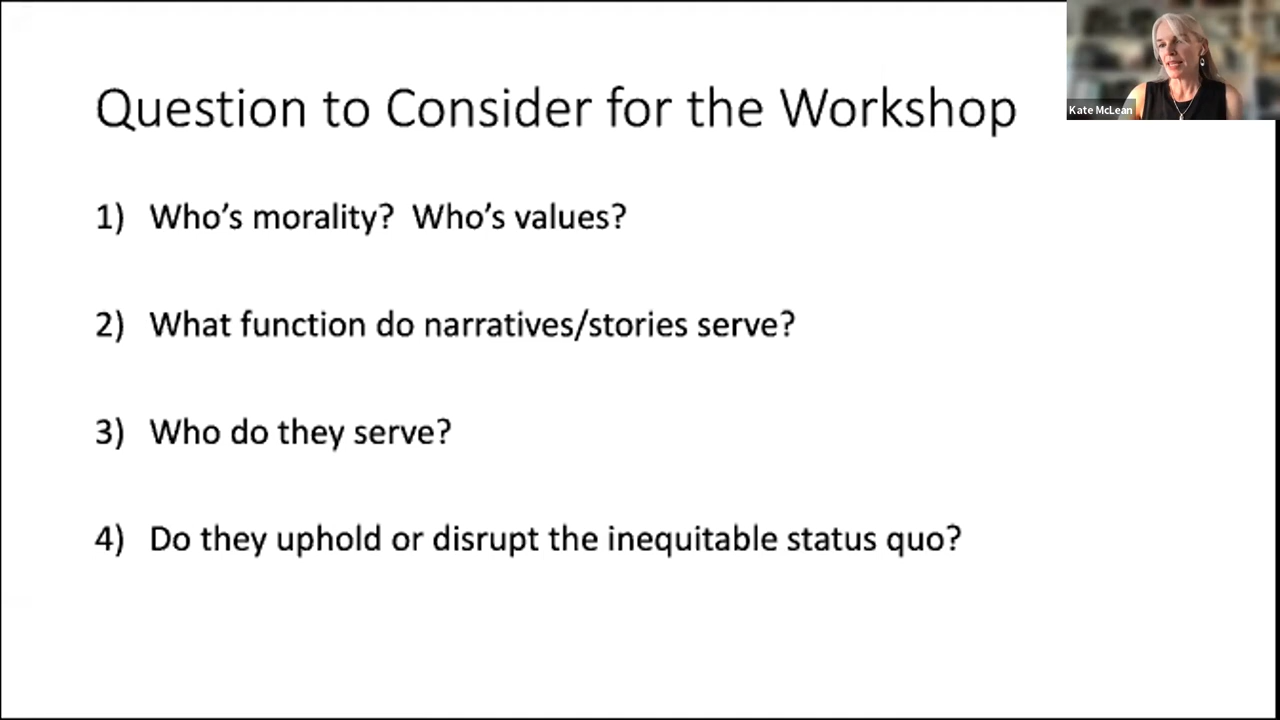 Question to Consider for the Workshop
Kate McLean
1) Who's morality? Who's values?
2) What function do narratives/stories serve?
3) Who do they serve?
4) Do they uphold or disrupt the inequitable status quo?